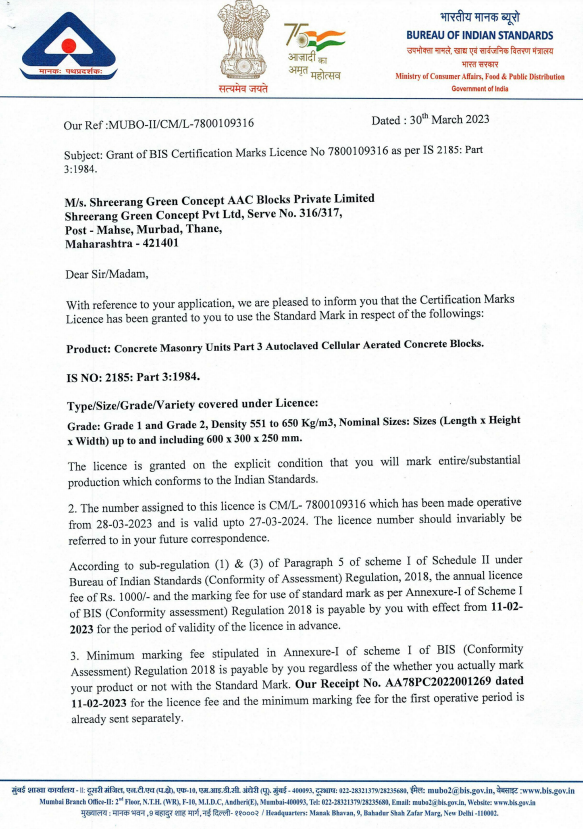 मानकः पथप्रदर्शकः
सत्यमेव जयते
75
आज़ादी का
अमृत महोत्सव
भारतीय मानक ब्यूरो
BUREAU OF INDIAN STANDARDS
उपभोक्ता मामले, खाद्य एवं सार्वजनिक वितरण मंत्रालय
भारत सरकार
Ministry of Consumer Affairs, Food & Public Distribution
Government of India
Our Ref :MUBO-II/CM/L-7800109316
Dated : 30th March 2023
Subject: Grant of BIS Certification Marks Licence No 7800109316 as per IS 2185: Part
3:1984.
M/s. Shreerang Green Concept AAC Blocks Private Limited
Shreerang Green Concept Pvt Ltd, Serve No. 316/317,
Post - Mahse, Murbad, Thane,
Maharashtra - 421401
Dear Sir/Madam,
With reference to your application, we are pleased to inform you that the Certification Marks
Licence has been granted to you to use the Standard Mark in respect of the followings:
Product: Concrete Masonry Units Part 3 Autoclaved Cellular Aerated Concrete Blocks.
IS NO: 2185: Part 3:1984.
Type/Size/Grade/Variety covered under Licence:
Grade: Grade 1 and Grade 2, Density 551 to 650 Kg/m3, Nominal Sizes: Sizes (Length x Height
x Width) up to and including 600 x 300 x 250 mm.
The licence is granted on the explicit condition that you will mark entire/substantial
production which conforms to the Indian Standards.
2. The number assigned to this licence is CM/L- 7800109316 which has been made operative
from 28-03-2023 and is valid upto 27-03-2024. The licence number should invariably be
referred to in your future correspondence.
According to sub-regulation (1) & (3) of Paragraph 5 of scheme I of Schedule II under
Bureau of Indian Standards (Conformity of Assessment) Regulation, 2018, the annual licence
fee of Rs. 1000/- and the marking fee for use of standard mark as per Annexure-I of Scheme I
of BIS (Conformity assessment) Regulation 2018 is payable by you with effect from 11-02-
2023 for the period of validity of the licence in advance.
3. Minimum marking fee stipulated in Annexure-I of scheme I of BIS (Conformity
Assessment) Regulation 2018 is payable by you regardless of the whether you actually mark
your product or not with the Standard Mark. Our Receipt No. AA78PC2022001269 dated
11-02-2023 for the licence fee and the minimum marking fee for the first operative period is
already sent separately.
मुंबई शाखा कार्यालय - II: दूसरी मंजिल, एन.टी.एच (प.क्षे), एफ-10, एम.आइ.डी.सी. अंधेरी (पू), मुंबई - 400093, दूरभाष: 022-28321379/28235680, ईमेल: mubo2@bis.gov.in, वेबसाइट :www.bis.gov.in
Mumbai Branch Office-II: 2nd Floor, N.T.H. (WR), F-10, M.I.D.C, Andheri(E), Mumbai-400093, Tel: 022-28321379/28235680, Email: mubo2@bis.gov.in, Website: www.bis.gov.in
मुख्यालय : मानक भवन ,9 बहादुर शाह मार्ग, नई दिल्ली- ११०००२ / Headquarters: Manak Bhavan, 9, Bahadur Shah Zafar Marg, New Delhi -110002.